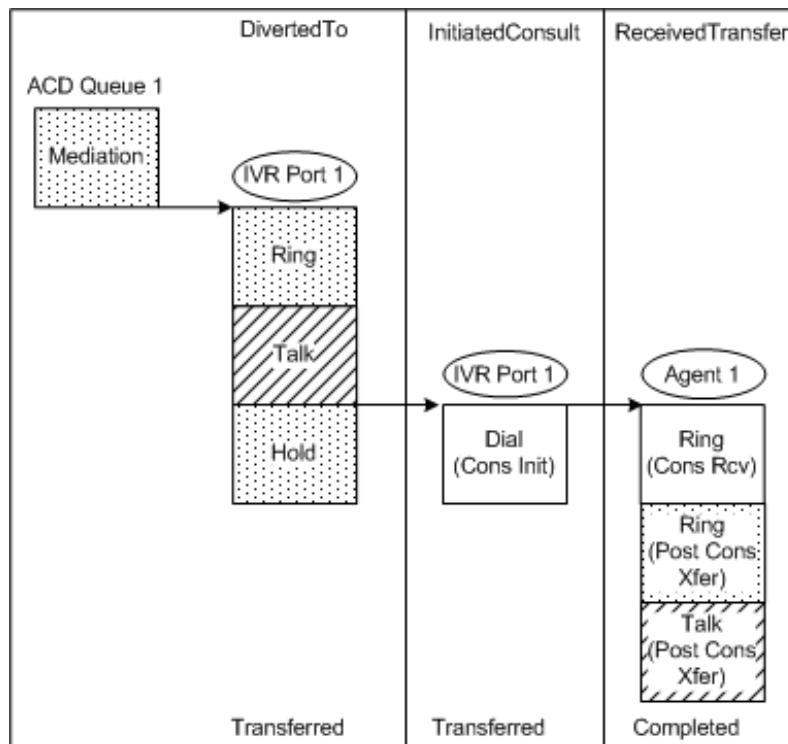 DivertedTo
InitiatedConsult
ReceivedTransfer
ACD Queue 1
Mediation
IVR Port 1
Ring
Talk
Hold
IVR Port 1
Dial
(Cons Init)
Agent 1
Ring
(Cons Rcv)
Ring
(Post Cons
Xfer)
Talk
(Post Cons
Xfer)
Transferred
Transferred
Completed